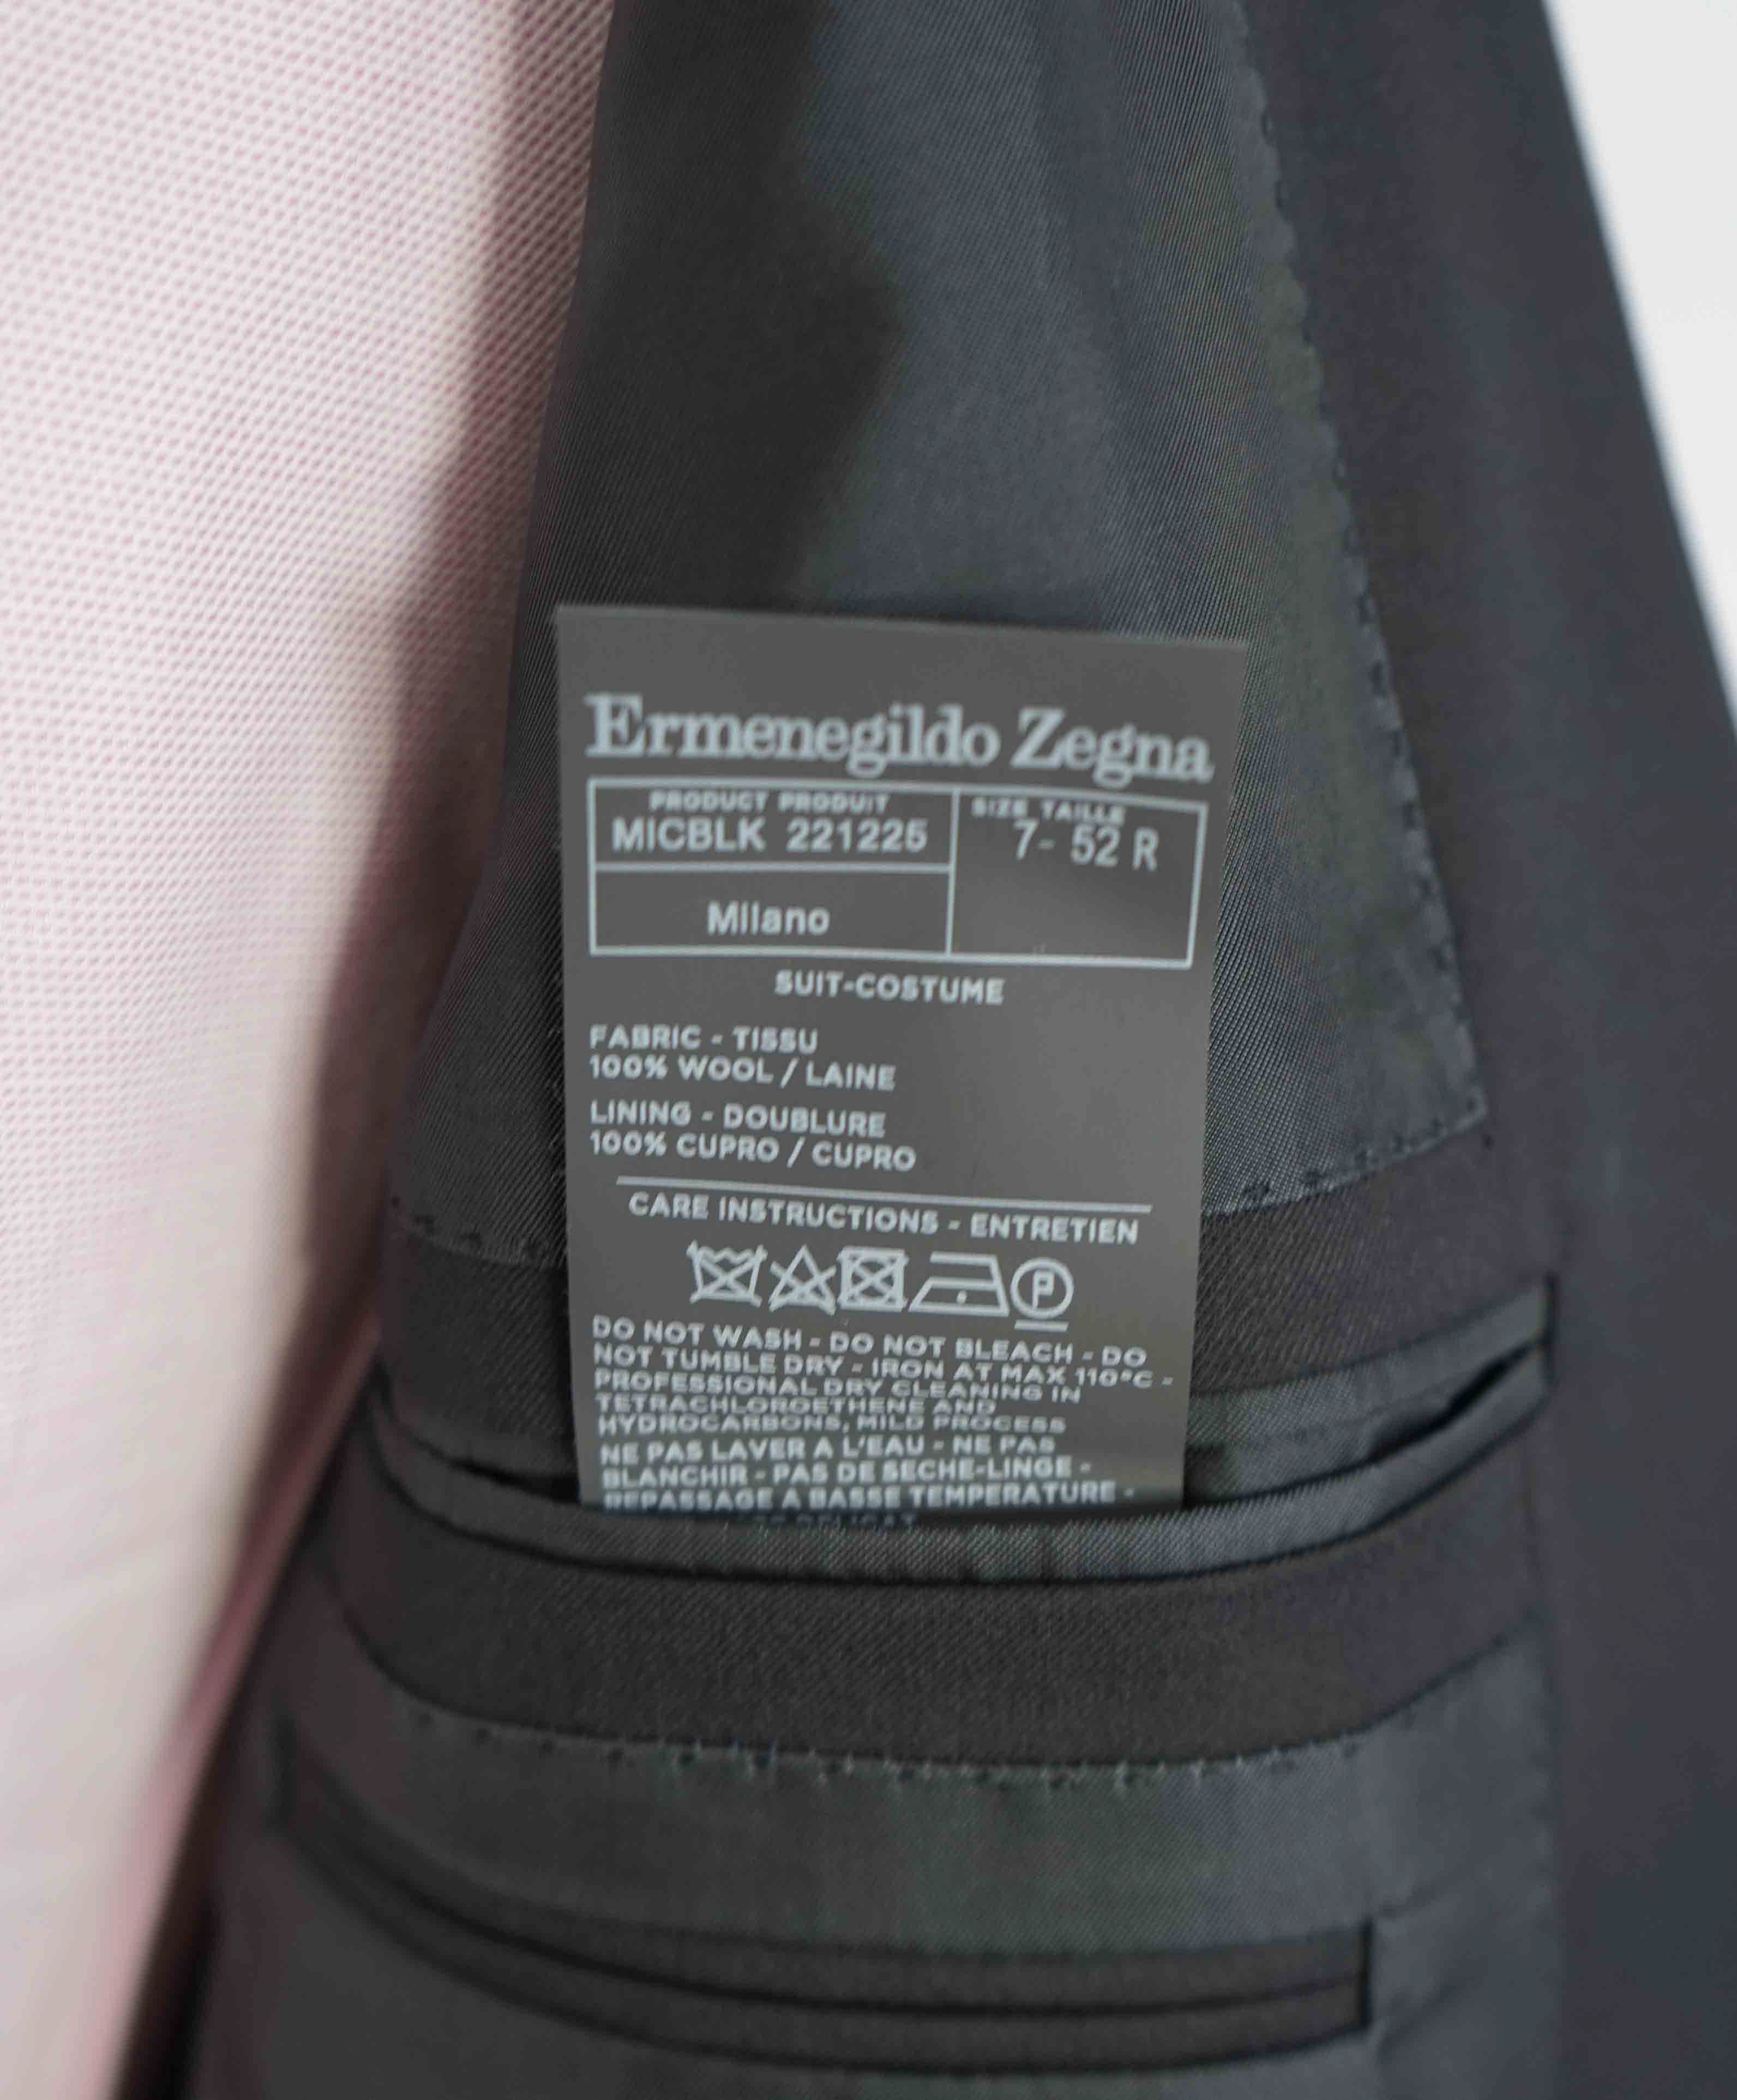 Ermenegildo Zegna
PRODUCT PRODUIT
MICBLK 221225
SIZE TAILLE
7- 52 R
Milano
SUIT-COSTUME
FABRIC - TISSU
100% WOOL / LAINE
LINING - DOUBLURE
100% CUPRO / CUPRO
CARE INSTRUCTIONS - ENTRETIEN
P
DO NOT WASH - DO NOT BLEACH - DO
NOT TUMBLE DRY - IRON AT MAX 110°C -
PROFESSIONAL DRY CLEANING IN
TETRACHLOROETHENE AND
HYDROCARBONS, MILD PROCESS
NE PAS LAVER A L'EAU - NE PAS
BLANCHIR - PAS DE SECHE-LINGE -
REPASSAGE A BASSE TEMPERATURE -
DELICAT